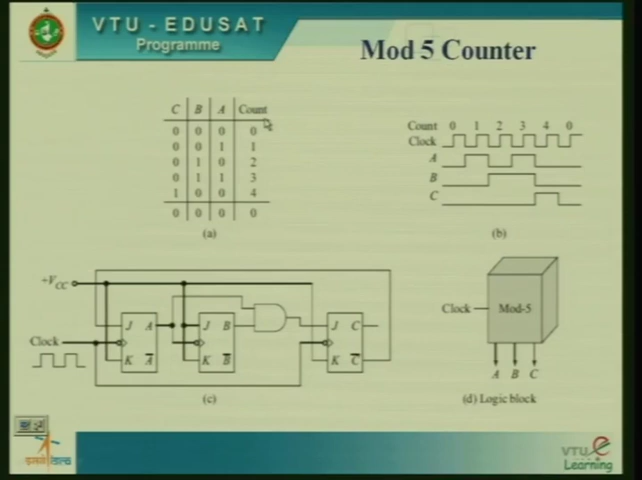 VTU - EDUSAT
Programme
Mod 5 Counter
C B A Count
0 0 0 0
0 0 1 1
0 1 0 2
0 1 1 3
1 0 0 4
0 0 0 0
(a)
Count 0 1 2 3 4 0
Clock
A
B
C
(b)
+VCC
J A J B J C
Clock
K A̅ K B̅ K C̅
(c)
Clock Mod-5
A B C
(d) Logic block
VTU e
Learning